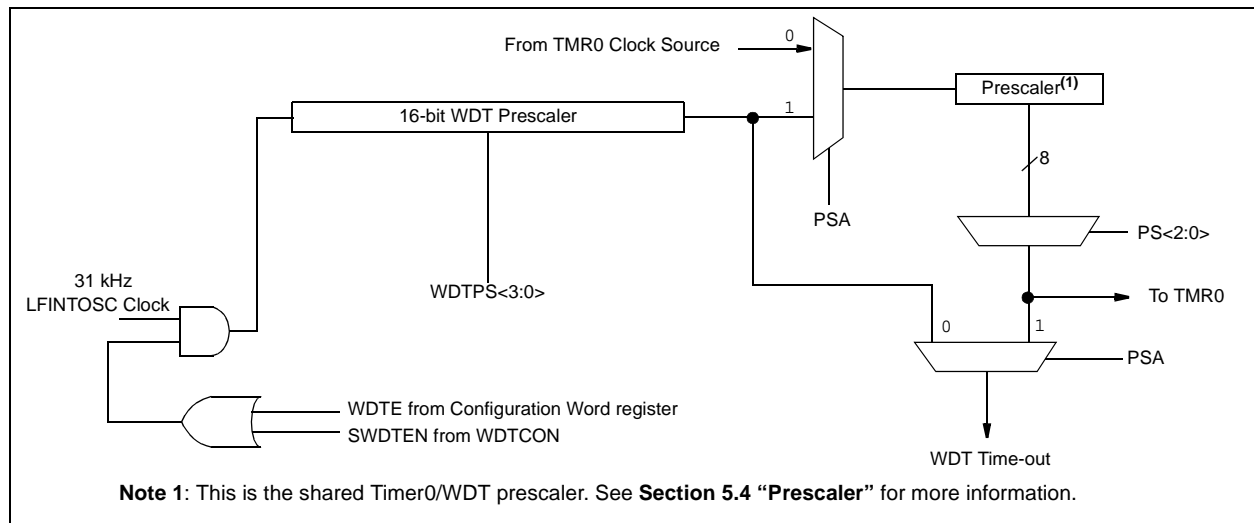 From TMR0 Clock Source
0
Prescaler(1)
16-bit WDT Prescaler
1
8
PSA
PS<2:0>
31 kHz
LFINTOSC Clock
WDTPS<3:0>
To TMR0
0
1
PSA
WDTE from Configuration Word register
SWDTEN from WDTCON
WDT Time-out
Note 1: This is the shared Timer0/WDT prescaler. See Section 5.4 “Prescaler” for more information.